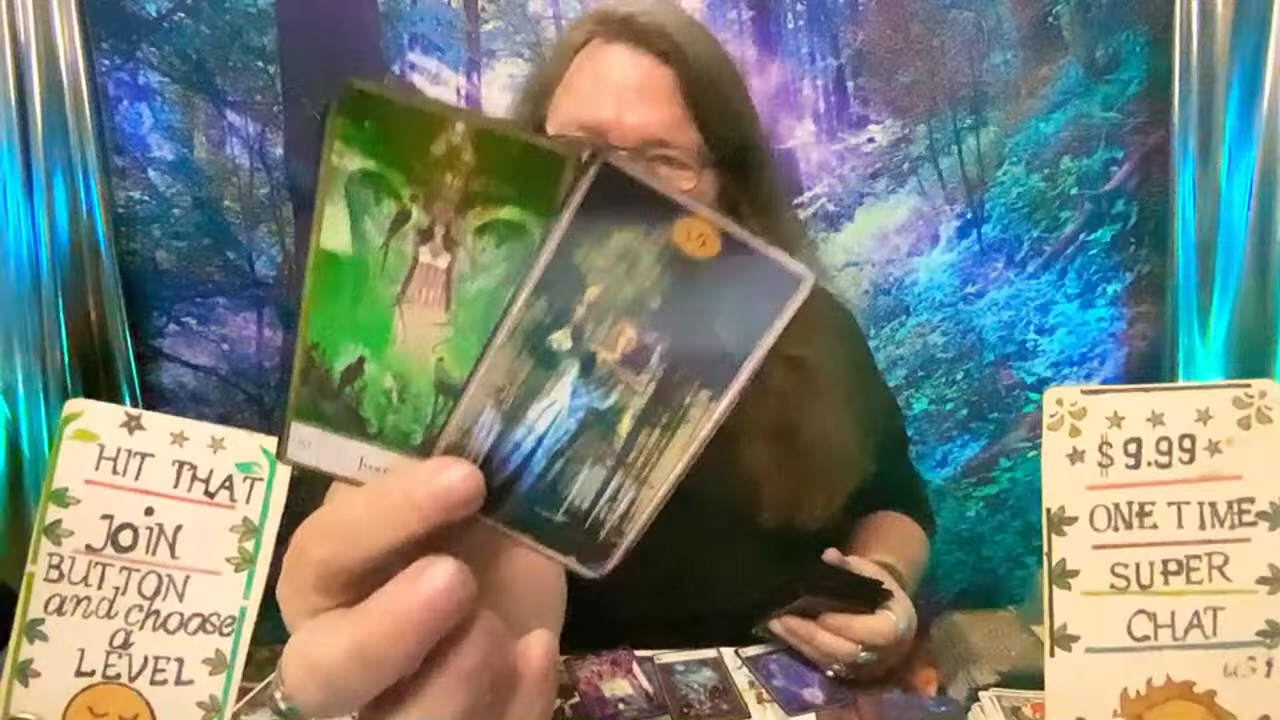 HIT THAT
JOIN
BUTTON
and choose
a
LEVEL
$9.99
ONE TIME
SUPER
CHAT